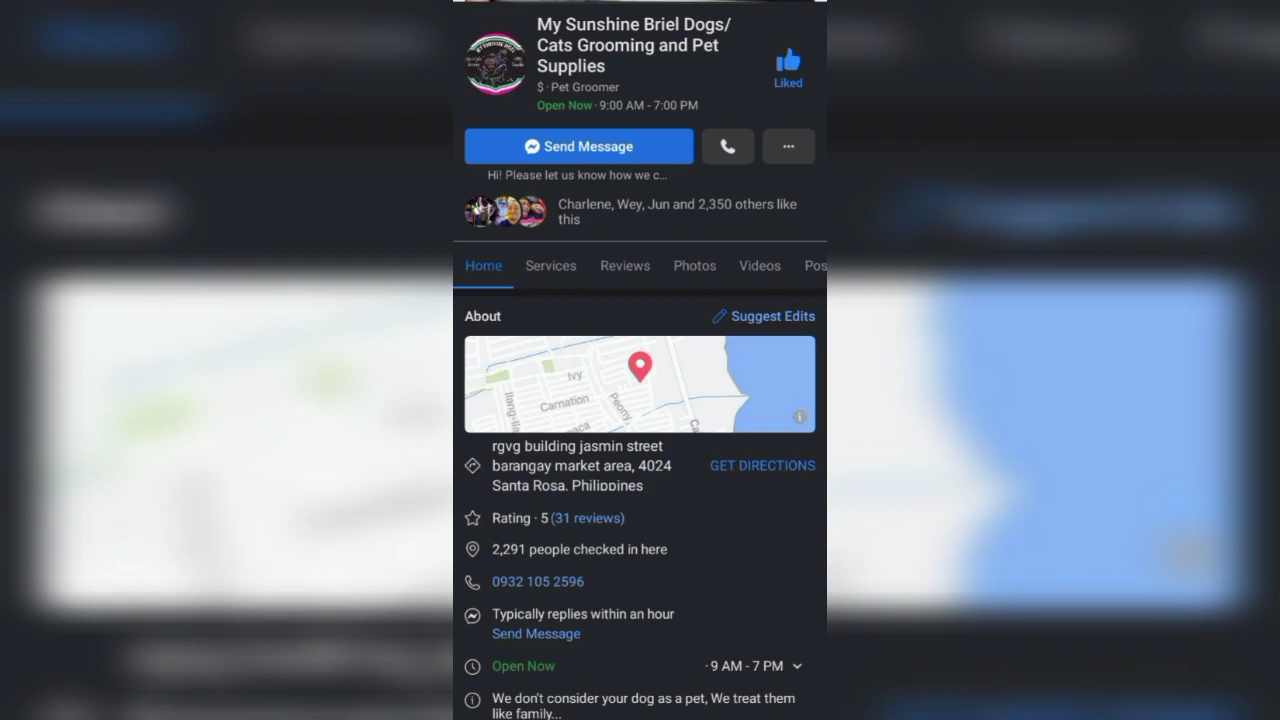 My Sunshine Briel Dogs/
Cats Grooming and Pet
Supplies
$ · Pet Groomer
Open Now · 9:00 AM - 7:00 PM
Liked
Send Message
Hi! Please let us know how we c...
Charlene, Wey, Jun and 2,350 others like
this
Home Services Reviews Photos Videos Pos
About
Suggest Edits
Ivy
Carnation
Peony
rgvg building jasmin street
barangay market area, 4024
Santa Rosa, Philippines
GET DIRECTIONS
Rating · 5 (31 reviews)
2,291 people checked in here
0932 105 2596
Typically replies within an hour
Send Message
Open Now · 9 AM - 7 PM
We don't consider your dog as a pet, We treat them
like family...